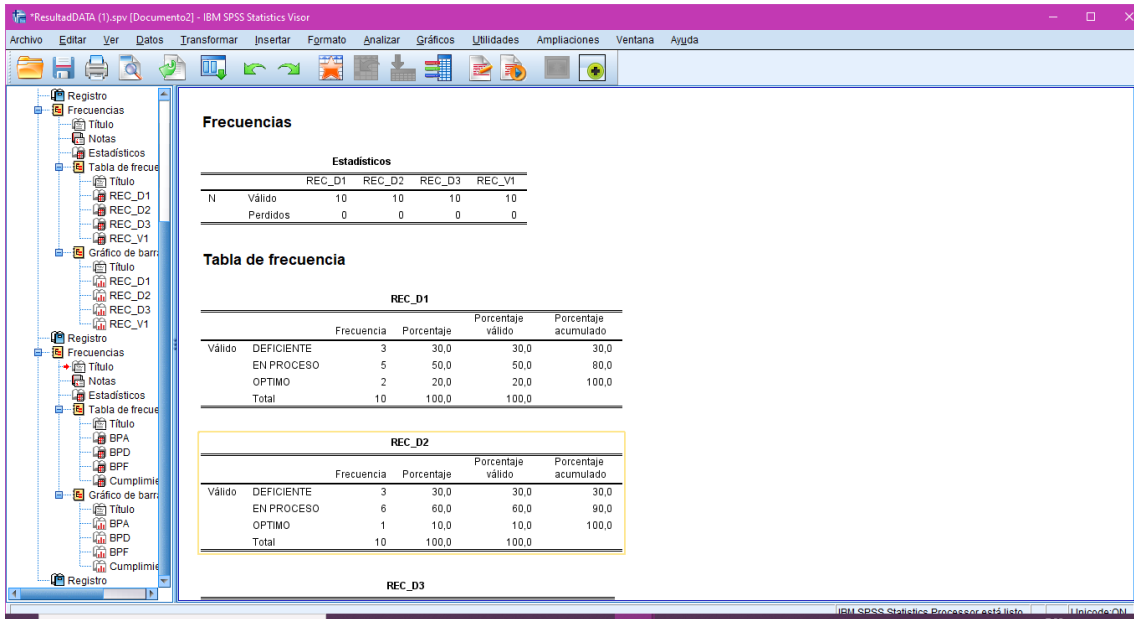 *ResultadDATA (1).spv [Documento2] - IBM SPSS Statistics Visor
Archivo Editar Ver Datos Transformar Insertar Formato Analizar Gráficos Utilidades Ampliaciones Ventana Ayuda
Registro
Frecuencias
Título
Notas
Estadísticos
Tabla de frecue
Título
REC_D1
REC_D2
REC_D3
REC_V1
Gráfico de barr
Título
REC_D1
REC_D2
REC_D3
REC_V1
Registro
Frecuencias
Título
Notas
Estadísticos
Tabla de frecue
Título
BPA
BPD
BPF
Cumplimie
Gráfico de barr
Título
BPA
BPD
BPF
Cumplimie
Registro
Frecuencias
Estadísticos
REC_D1 REC_D2 REC_D3 REC_V1
N Válido 10 10 10 10
Perdidos 0 0 0 0
Tabla de frecuencia
REC_D1
Frecuencia Porcentaje Porcentaje válido Porcentaje acumulado
Válido DEFICIENTE 3 30,0 30,0 30,0
EN PROCESO 5 50,0 50,0 80,0
OPTIMO 2 20,0 20,0 100,0
Total 10 100,0 100,0
REC_D2
Frecuencia Porcentaje Porcentaje válido Porcentaje acumulado
Válido DEFICIENTE 3 30,0 30,0 30,0
EN PROCESO 6 60,0 60,0 90,0
OPTIMO 1 10,0 10,0 100,0
Total 10 100,0 100,0
REC_D3
IBM SPSS Statistics Processor está listo Unicode:ON